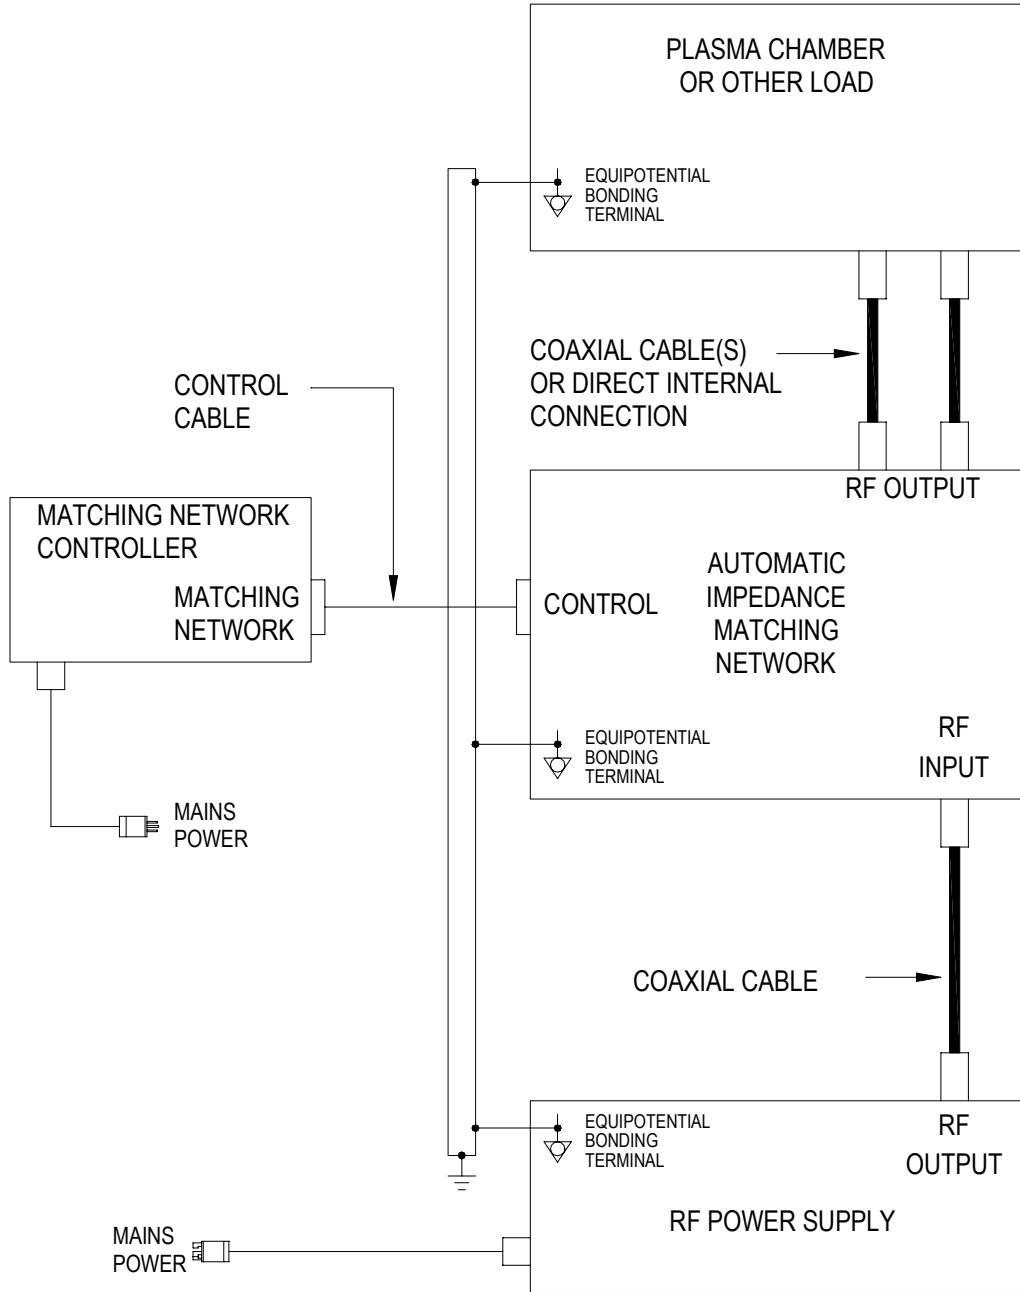 PLASMA CHAMBER
OR OTHER LOAD
EQUIPOTENTIAL
BONDING
TERMINAL
COAXIAL CABLE(S)
OR DIRECT INTERNAL
CONNECTION
CONTROL
CABLE
RF OUTPUT
MATCHING NETWORK
CONTROLLER
MATCHING
NETWORK
CONTROL
AUTOMATIC
IMPEDANCE
MATCHING
NETWORK
EQUIPOTENTIAL
BONDING
TERMINAL
RF
INPUT
MAINS
POWER
COAXIAL CABLE
EQUIPOTENTIAL
BONDING
TERMINAL
RF
OUTPUT
RF POWER SUPPLY
MAINS
POWER